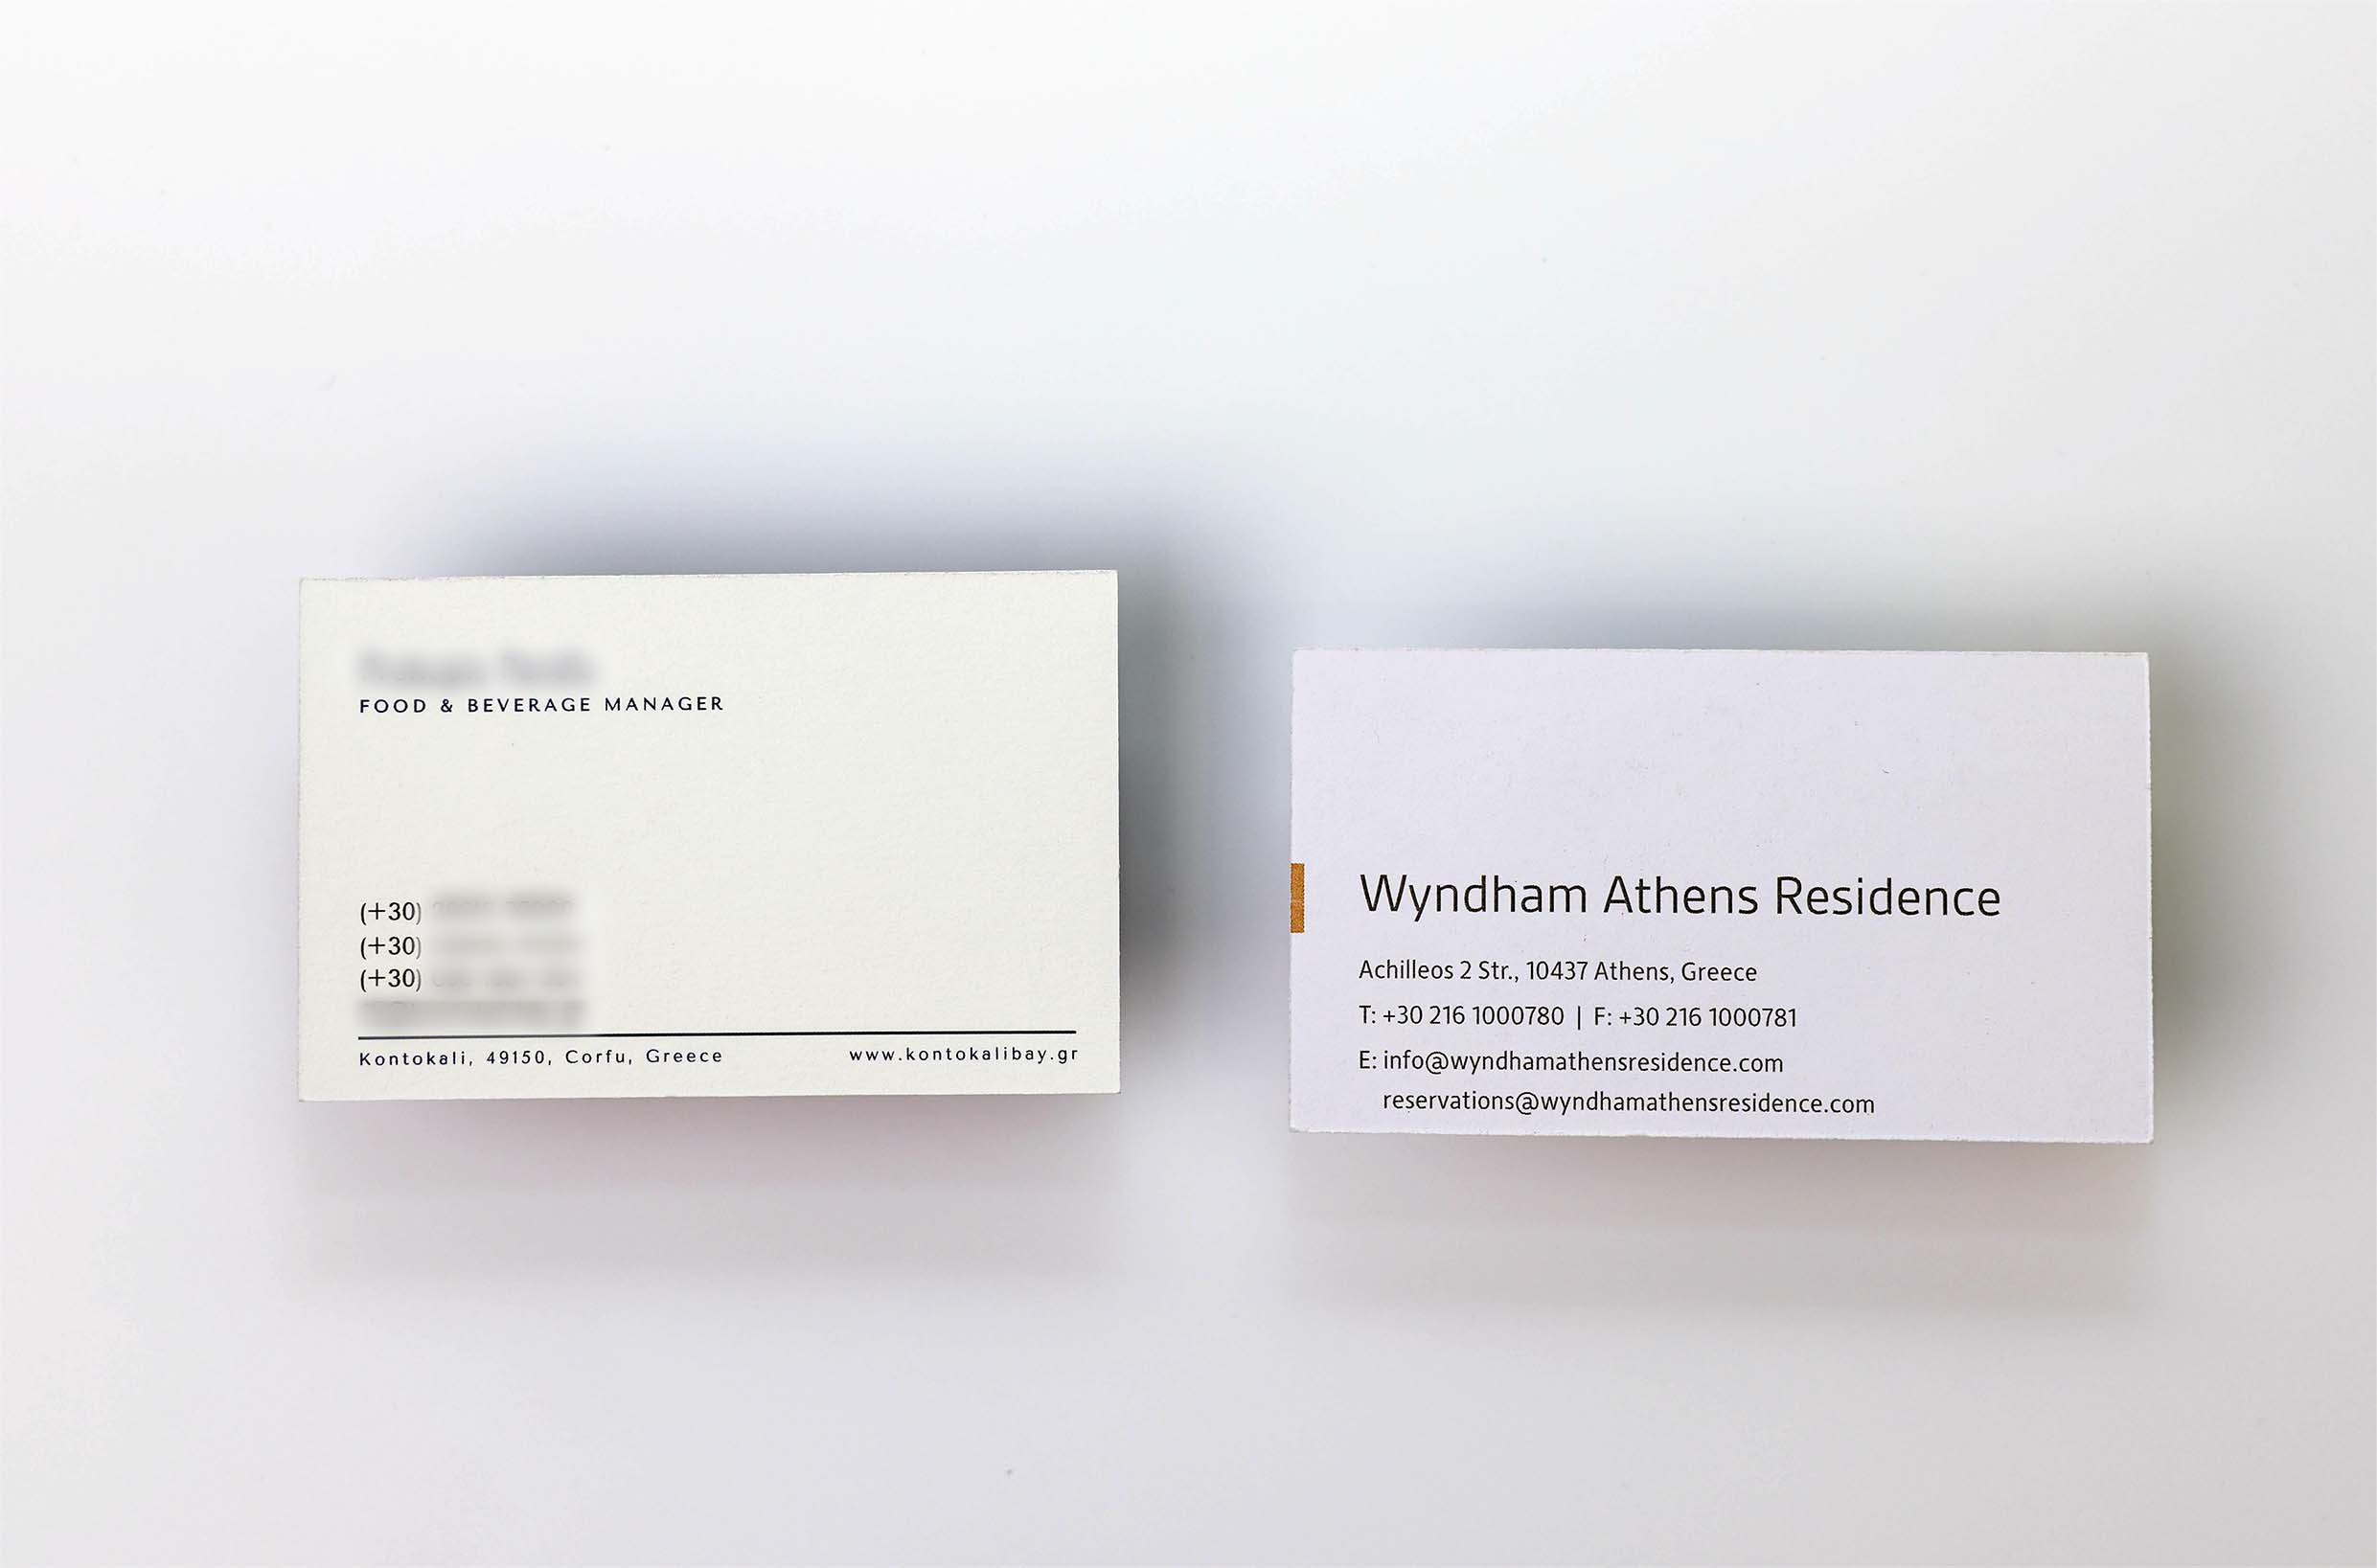 FOOD & BEVERAGE MANAGER
(+30)
(+30)
(+30)
Kontokali, 49150, Corfu, Greece www.kontokalibay.gr
Wyndham Athens Residence
Achilleos 2 Str., 10437 Athens, Greece
T: +30 216 1000780 | F: +30 216 1000781
E: info@wyndhamathensresidence.com
reservations@wyndhamathensresidence.com